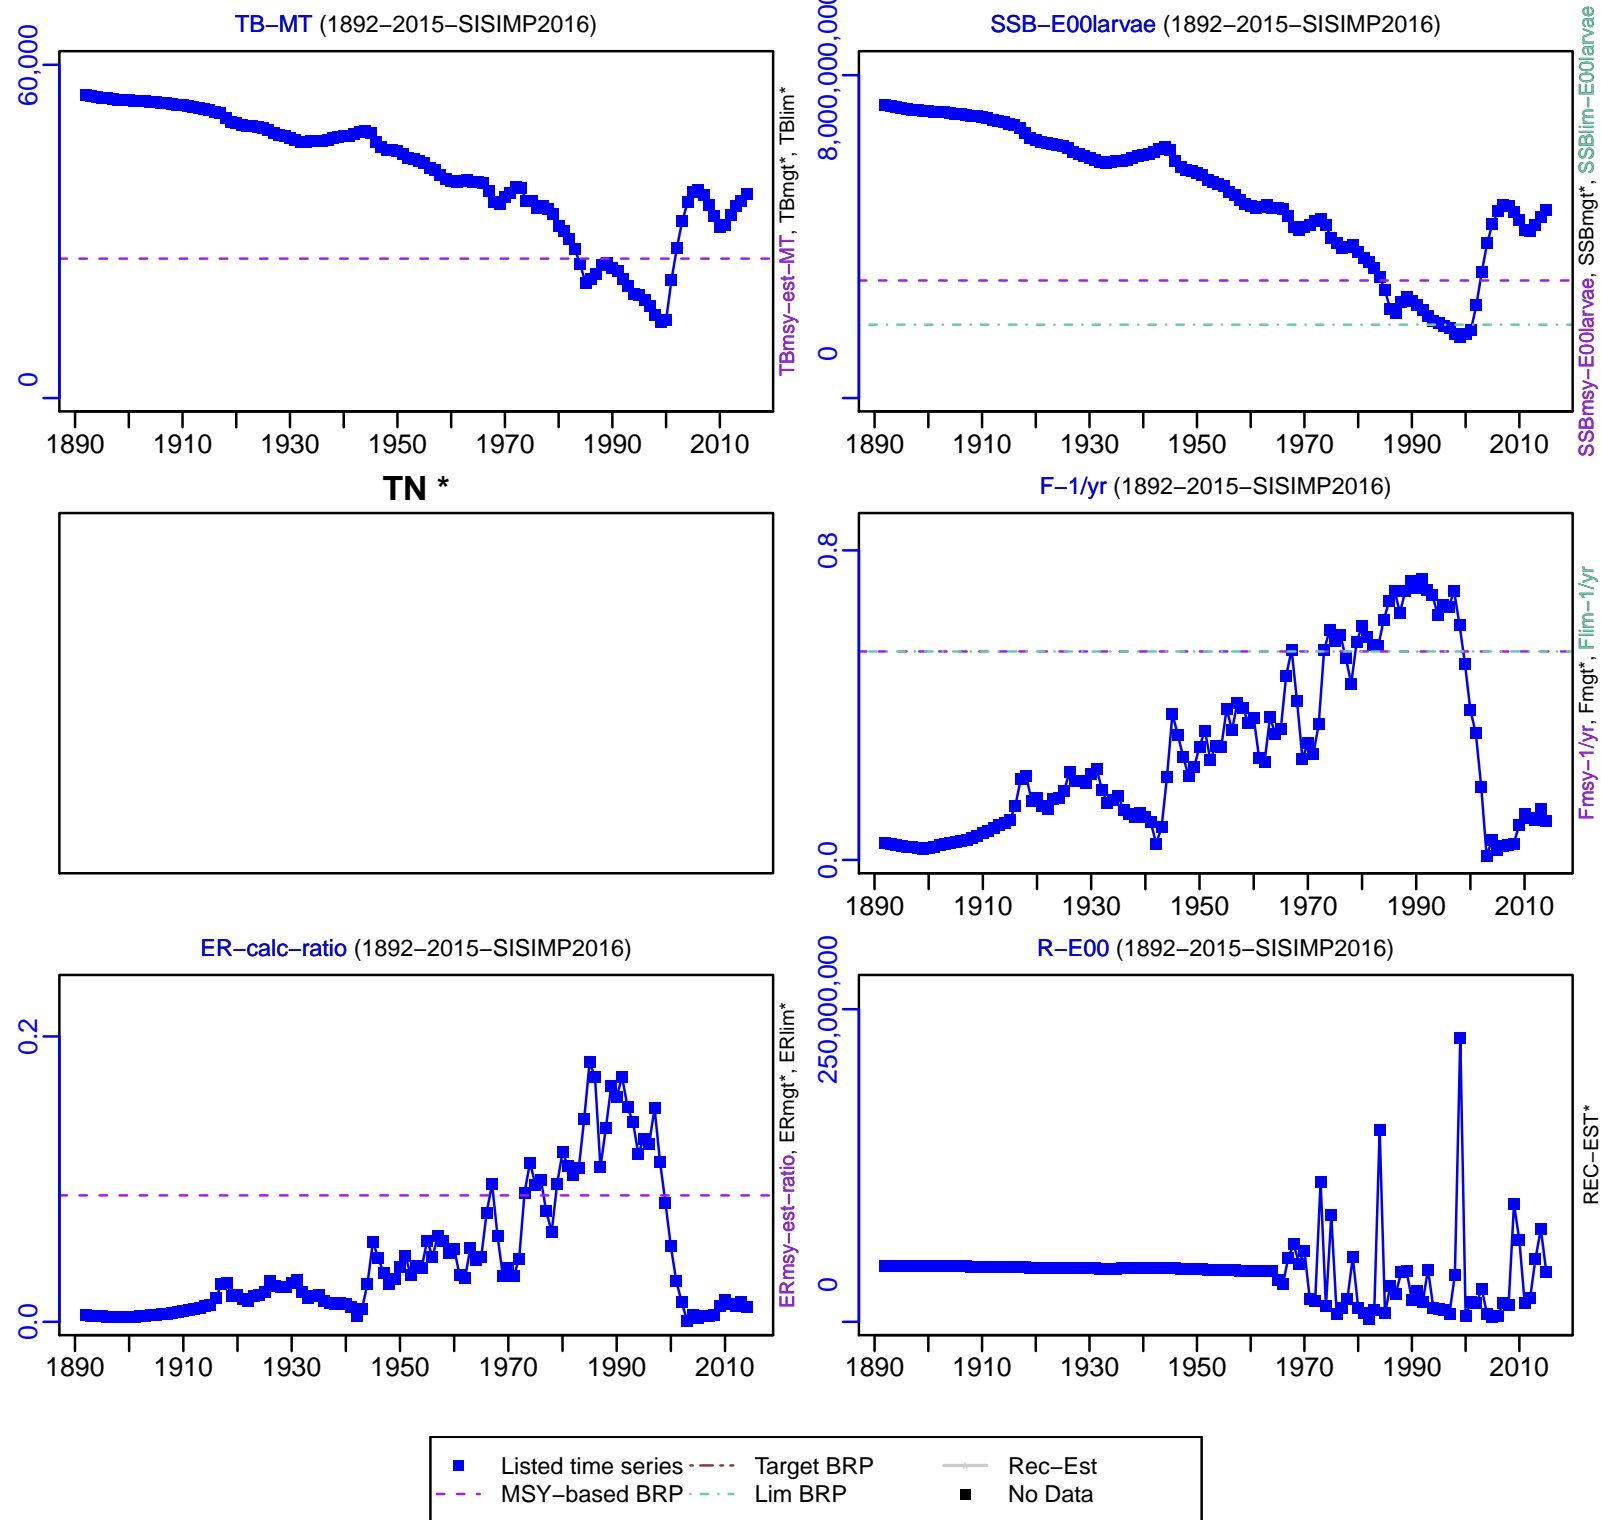 TB−MT (1892−2015−SISIMP2016)
60,000
0
TBmsy−est−MT, TBmgt*, TBlim*
1890 1910 1930 1950 1970 1990 2010
SSB−E00larvae (1892−2015−SISIMP2016)
8,000,000
0
SSBmsy−E00larvae, SSBmgt*, SSBlim−E00larvae
1890 1910 1930 1950 1970 1990 2010
TN *
F−1/yr (1892−2015−SISIMP2016)
0.8
0.0
Fmsy−1/yr, Fmgt*, Flim−1/yr
1890 1910 1930 1950 1970 1990 2010
ER−calc−ratio (1892−2015−SISIMP2016)
0.2
0.0
ERmsy−est−ratio, ERmgt*, ERlim*
1890 1910 1930 1950 1970 1990 2010
R−E00 (1892−2015−SISIMP2016)
250,000,000
0
REC−EST*
1890 1910 1930 1950 1970 1990 2010
Listed time series Target BRP Rec−Est
MSY−based BRP Lim BRP No Data